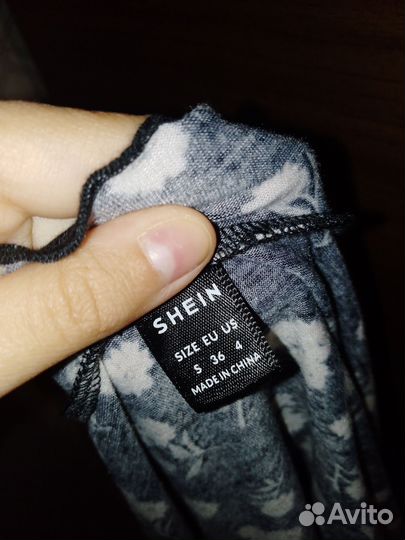 SHEIN
SIZE EU US
S 36 4
MADE IN CHINA
Avito